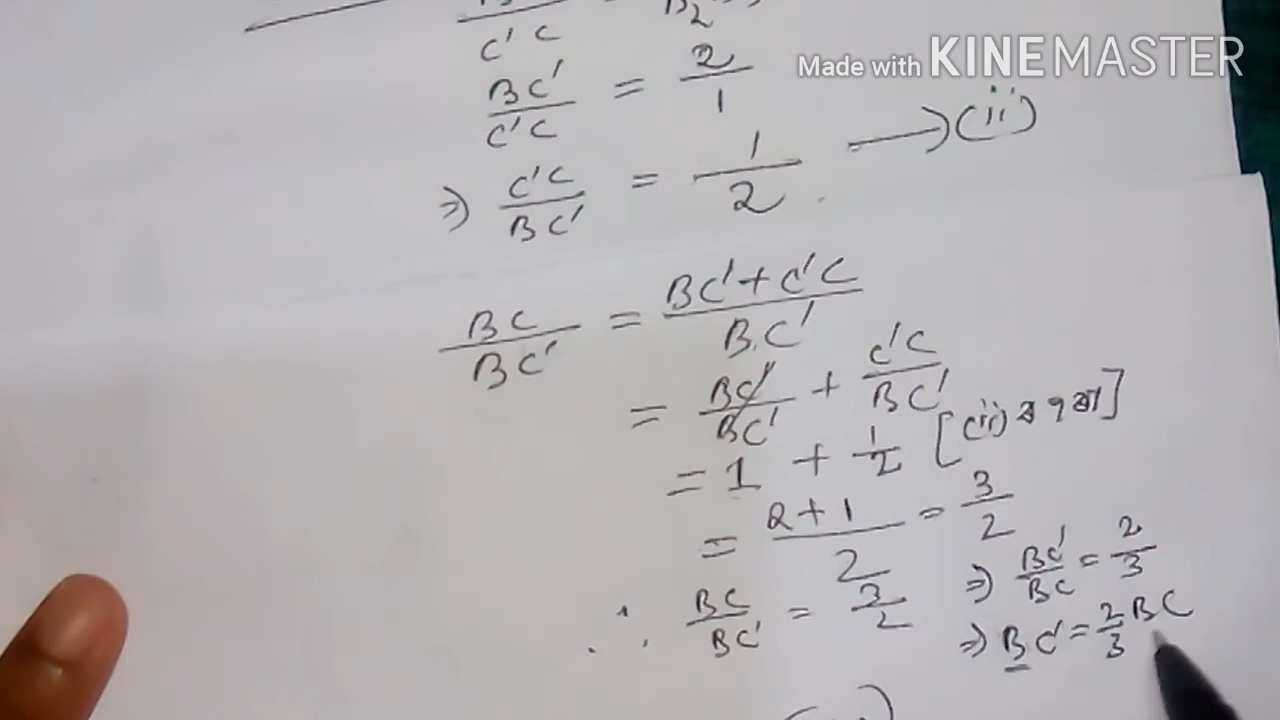 C'C B₂
BC'/C'C = 2/1
Made with KINEMASTER
⇒ C'C/BC' = 1/2 → (ii)
BC/BC' = BC' + C'C/BC'
= BC'/BC' + C'C/BC'
= 1 + 1/2 [(ii)
= 2+1/2 = 3/2
∴ BC/BC' = 3/2 ⇒ BC'/BC = 2/3
⇒ BC' = 2/3 BC